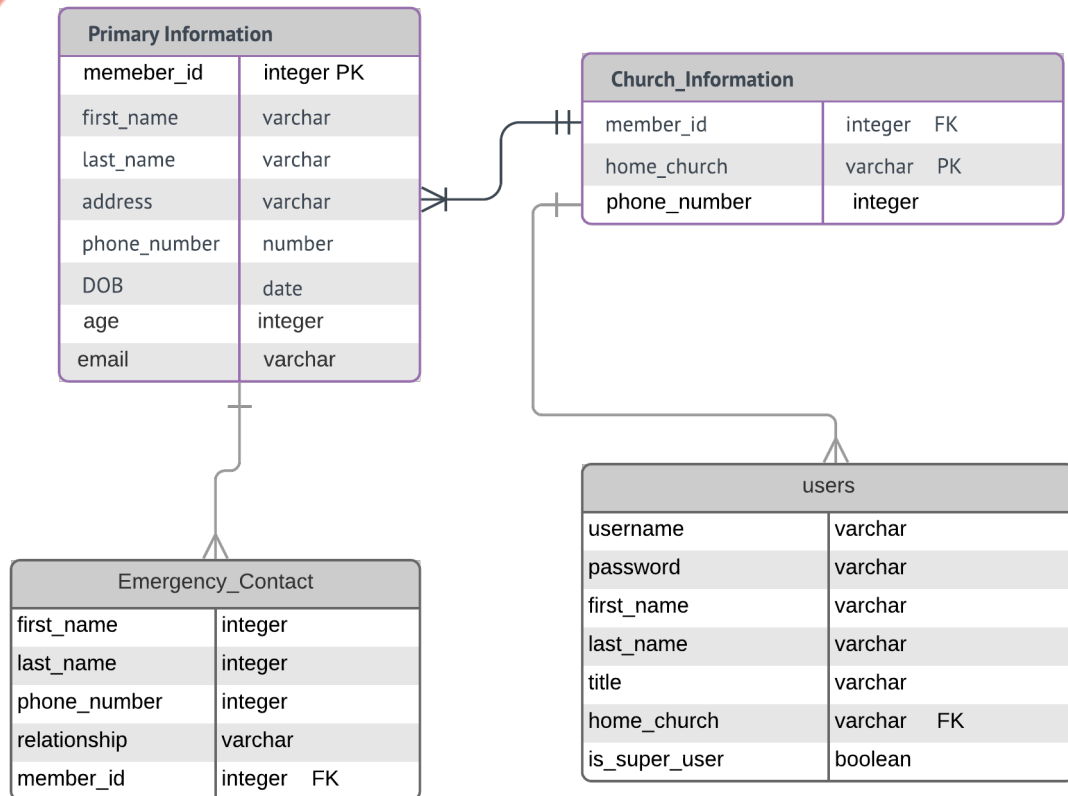 Primary Information
memeber_id integer PK
first_name varchar
last_name varchar
address varchar
phone_number number
DOB date
age integer
email varchar
Church_Information
member_id integer FK
home_church varchar PK
phone_number integer
Emergency_Contact
first_name integer
last_name integer
phone_number integer
relationship varchar
member_id integer FK
users
username varchar
password varchar
first_name varchar
last_name varchar
title varchar
home_church varchar FK
is_super_user boolean